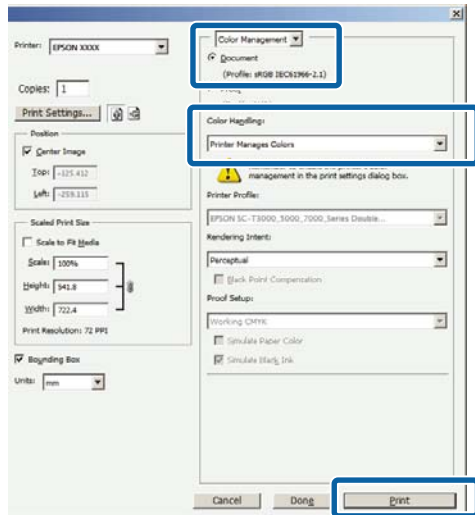 Printer: EPSON XXXX
Copies: 1
Print Settings...
Position
Center Image
Top: -125.412
Left: -259.115
Scaled Print Size
Scale to Fit Media
Scale: 100%
Height: 541.8
Width: 722.4
Print Resolution: 72 PPI
Bounding Box
Units: mm
Color Management
Document
(Profile: sRGB IEC61966-2.1)
Color Handling:
Printer Manages Colors
management in the print settings dialog box.
Printer Profile:
EPSON SC-T3000_5000_7000_Series Double...
Rendering Intent:
Perceptual
Black Point Compensation
Proof Setup:
Working CMYK
Simulate Paper Color
Simulate Black Ink
Cancel
Done
Print